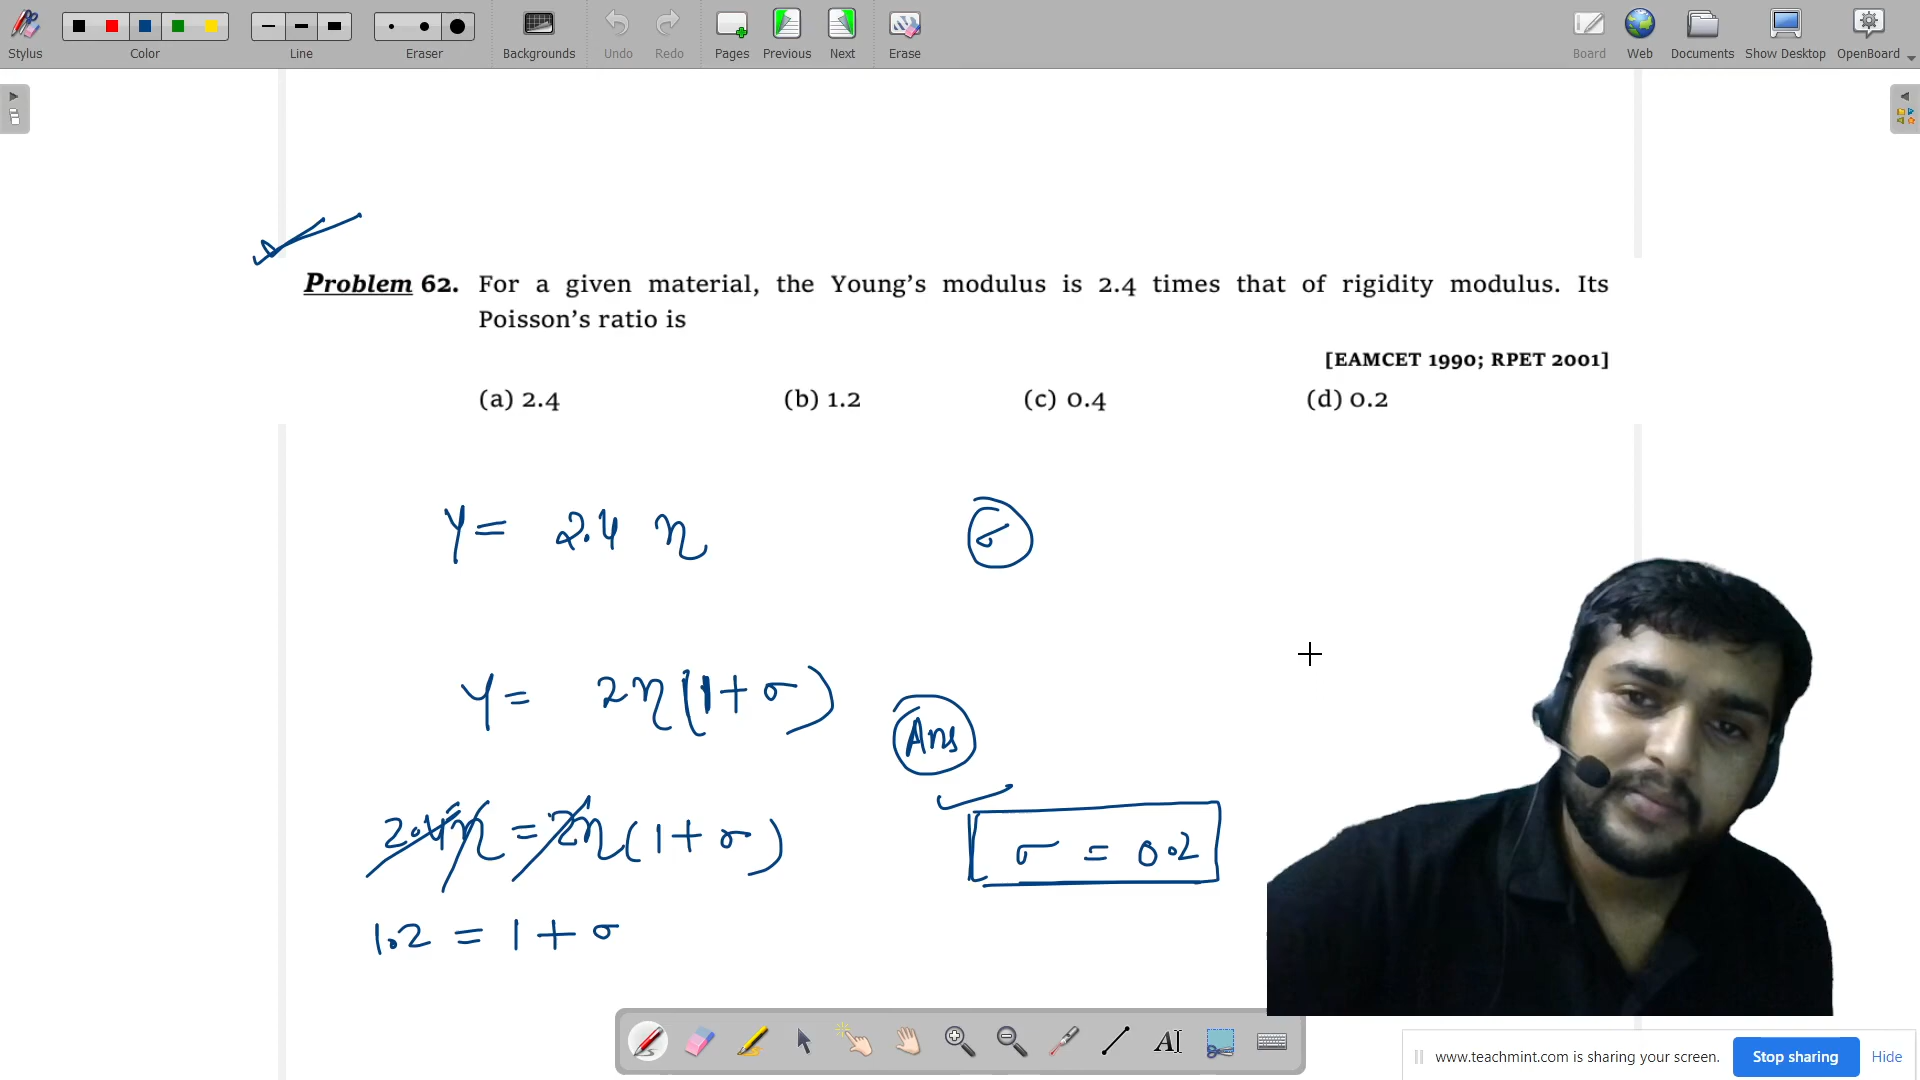 Stylus Color Line Eraser Backgrounds Undo Redo Pages Previous Next Erase Board Web Documents Show Desktop OpenBoard
Problem 62. For a given material, the Young's modulus is 2.4 times that of rigidity modulus. Its
Poisson's ratio is
[EAMCET 1990; RPET 2001]
(a) 2.4 (b) 1.2 (c) 0.4 (d) 0.2
Y = 2.4 η σ
Y = 2η(1+σ)
Ans
2.4η = 2η(1+σ)
σ = 0.2
1.2 = 1 + σ
www.teachmint.com is sharing your screen. Stop sharing Hide